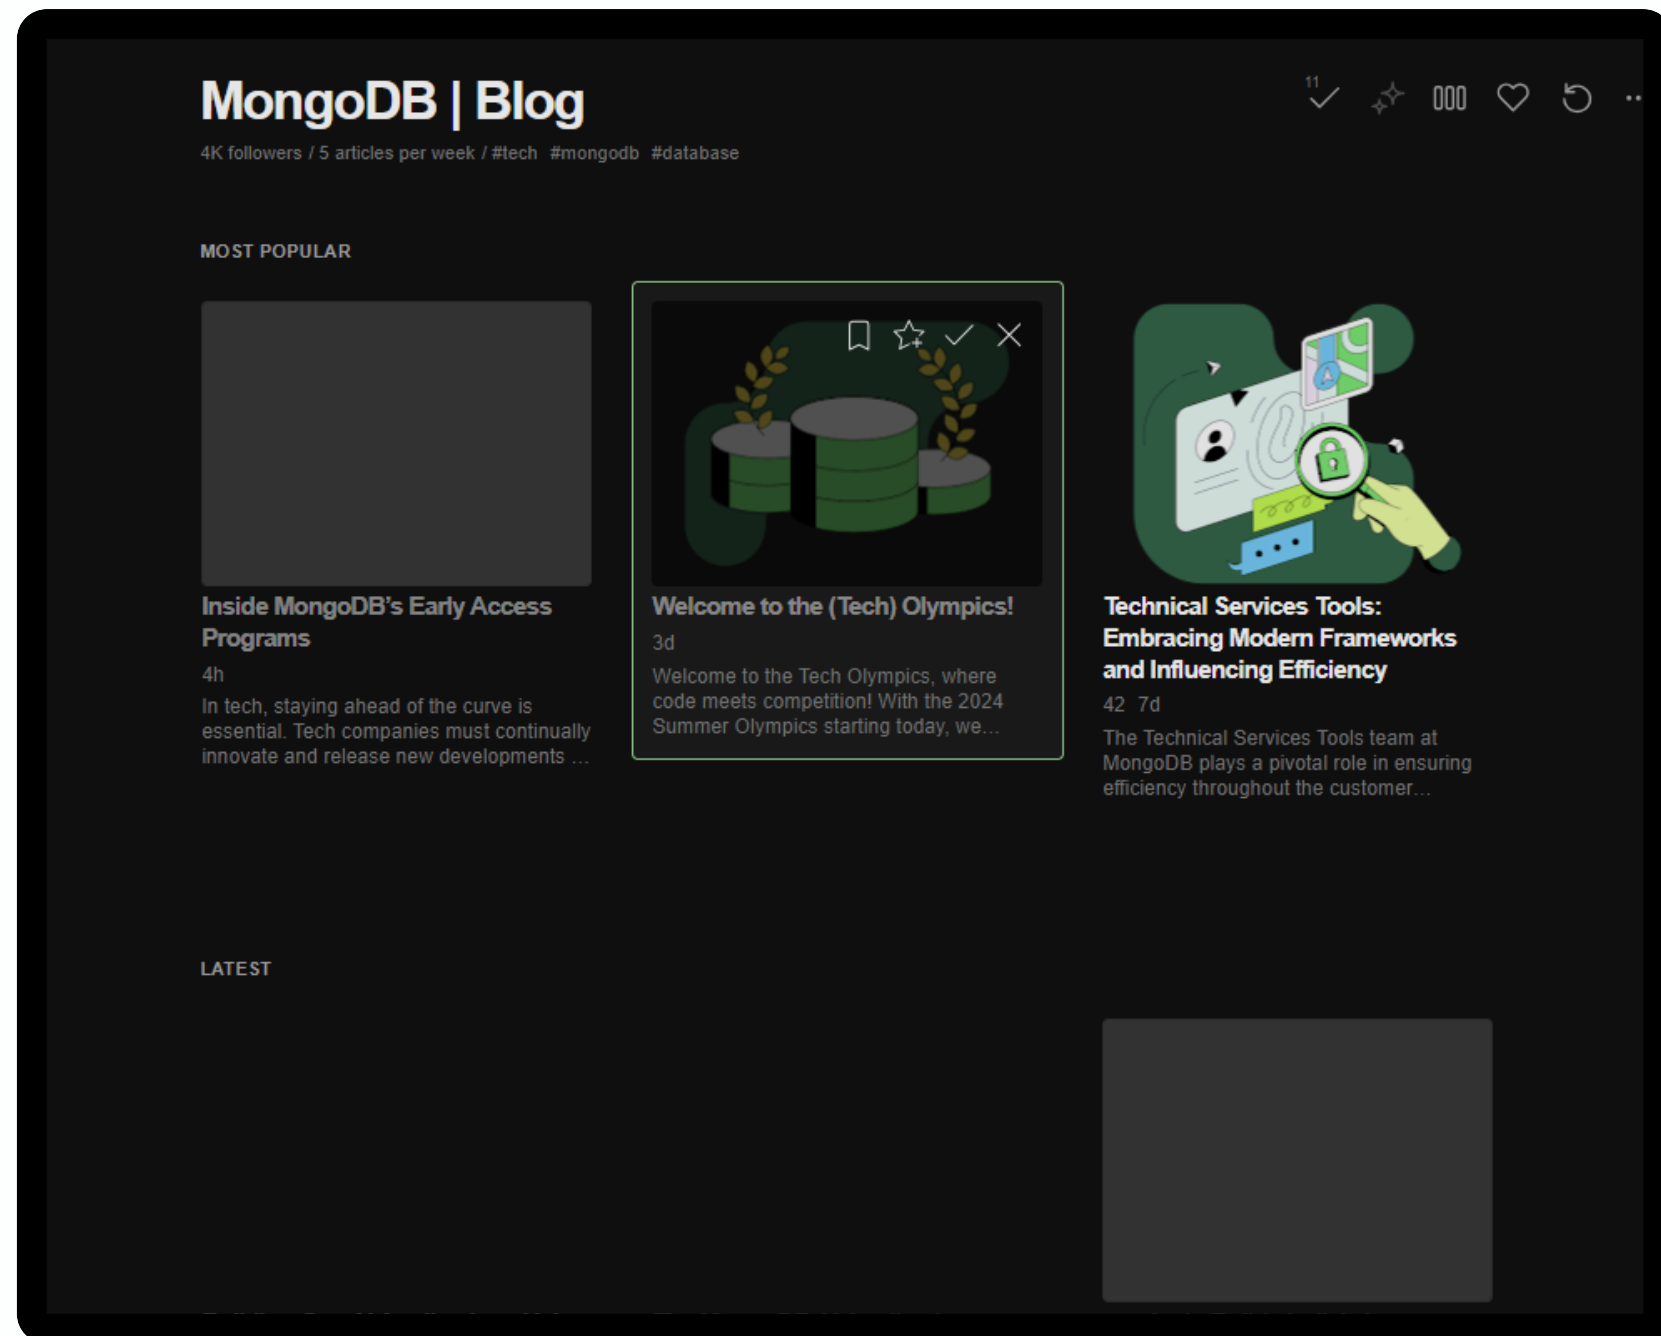 MongoDB | Blog
11
4K followers / 5 articles per week / #tech #mongodb #database
MOST POPULAR
Inside MongoDB’s Early Access
Programs
4h
In tech, staying ahead of the curve is
essential. Tech companies must continually
innovate and release new developments ...
Welcome to the (Tech) Olympics!
3d
Welcome to the Tech Olympics, where
code meets competition! With the 2024
Summer Olympics starting today, we...
Technical Services Tools:
Embracing Modern Frameworks
and Influencing Efficiency
42 7d
The Technical Services Tools team at
MongoDB plays a pivotal role in ensuring
efficiency throughout the customer...
LATEST